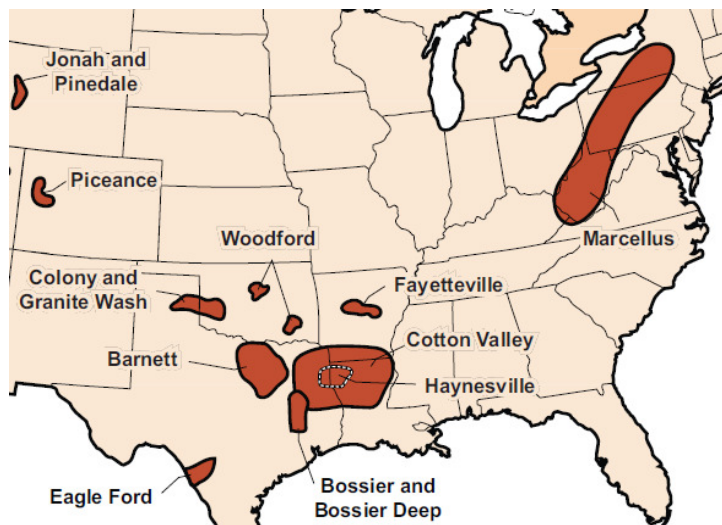 Jonah and
Pinedale
Piceance
Woodford
Marcellus
Colony and
Granite Wash
Fayetteville
Cotton Valley
Barnett
Haynesville
Eagle Ford
Bossier and
Bossier Deep